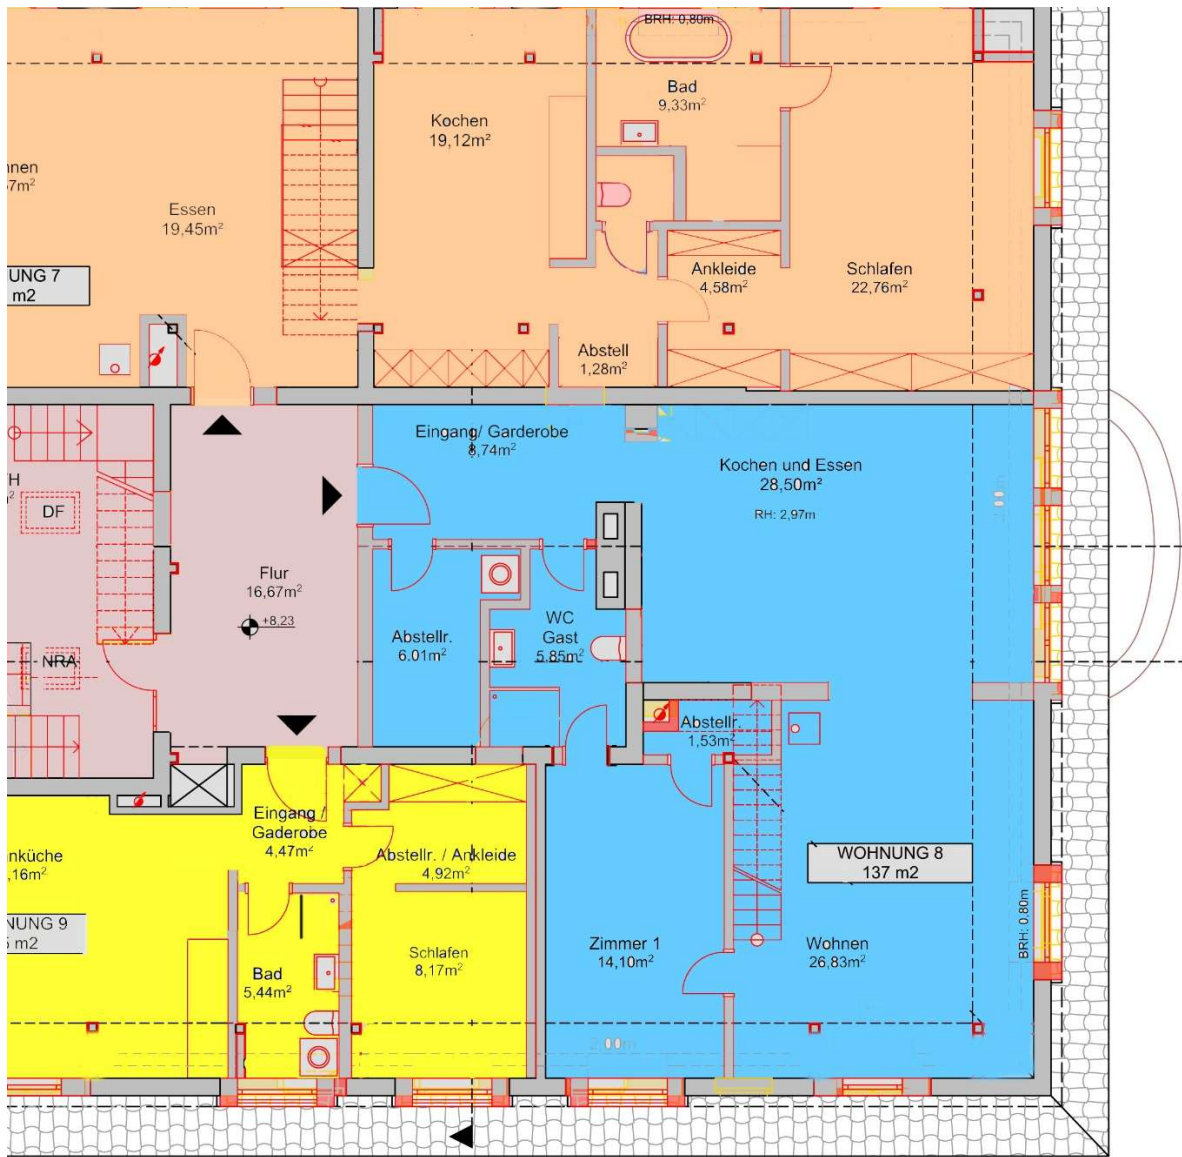 BRH: 0,80m
Bad
9,33m²
Kochen
19,12m²
nnen
57m²
Essen
19,45m²
UNG 7
m2
Ankleide
4,58m²
Schlafen
22,76m²
Abstell
1,28m²
Eingang/ Garderobe
8,74m²
Kochen und Essen
28,50m²
RH: 2,97m
H
DF
Flur
16,67m²
+8,23
NRA
Abstellr.
6.01m²
WC
Gast
5,85m²
Abstellr.
1,53m²
Eingang /
Gaderobe
4,47m²
nküche
,16m²
Abstellr. / Ankleide
4,92m²
WOHNUNG 8
137 m2
NUNG 9
5 m2
Bad
5,44m²
Schlafen
8,17m²
Zimmer 1
14,10m²
Wohnen
26,83m²
BRH: 0.80m
2.00m